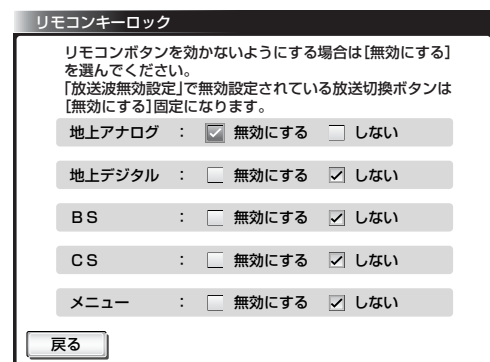 リモコンキーロック
リモコンボタンを効かないようにする場合は[無効にする]
を選んでください。
｢放送波無効設定｣で無効設定されている放送切換ボタンは
[無効にする]固定になります。
地上アナログ : 無効にする しない
地上デジタル : 無効にする しない
BS : 無効にする しない
CS : 無効にする しない
メニュー : 無効にする しない
戻る